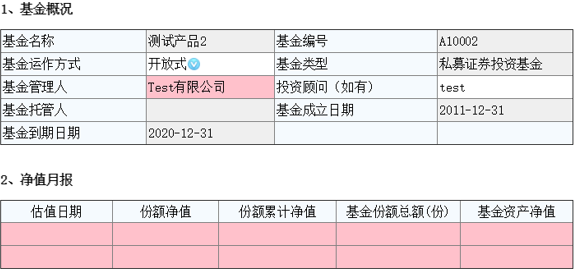 1、基金概况
基金名称 测试产品2 基金编号 A10002
基金运作方式 开放式 基金类型 私募证券投资基金
基金管理人 Test有限公司 投资顾问（如有） test
基金托管人 基金成立日期 2011-12-31
基金到期日期 2020-12-31
2、净值月报
估值日期 份额净值 份额累计净值 基金份额总额(份) 基金资产净值